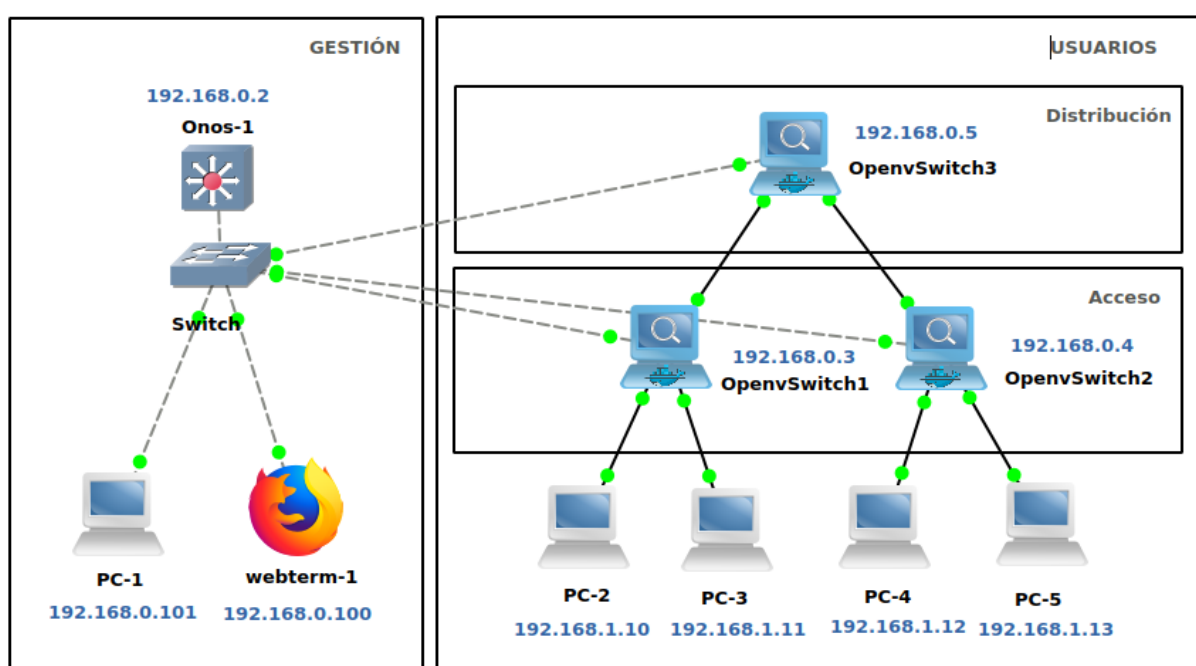 GESTIÓN
192.168.0.2
Onos-1
Switch
PC-1
192.168.0.101
webterm-1
192.168.0.100
USUARIOS
Distribución
192.168.0.5
OpenvSwitch3
Acceso
192.168.0.3
OpenvSwitch1
192.168.0.4
OpenvSwitch2
PC-2
192.168.1.10
PC-3
192.168.1.11
PC-4
192.168.1.12
PC-5
192.168.1.13